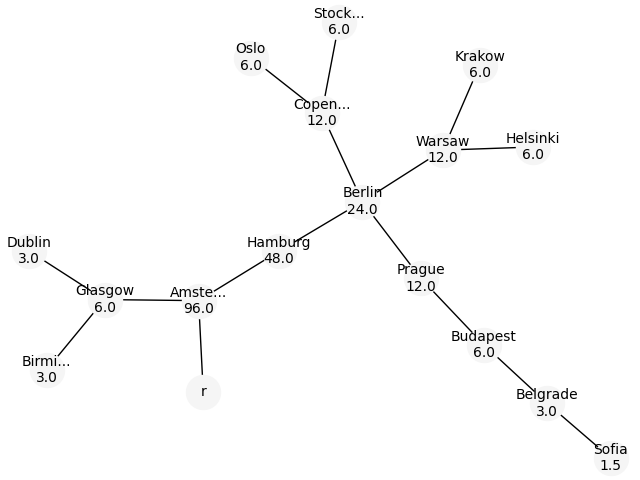 Stock...
6.0
Oslo
6.0
Krakow
6.0
Copen...
12.0
Warsaw
12.0
Helsinki
6.0
Berlin
24.0
Dublin
3.0
Hamburg
48.0
Prague
12.0
Glasgow
6.0
Amste...
96.0
Budapest
6.0
Birmi...
3.0
r
Belgrade
3.0
Sofia
1.5